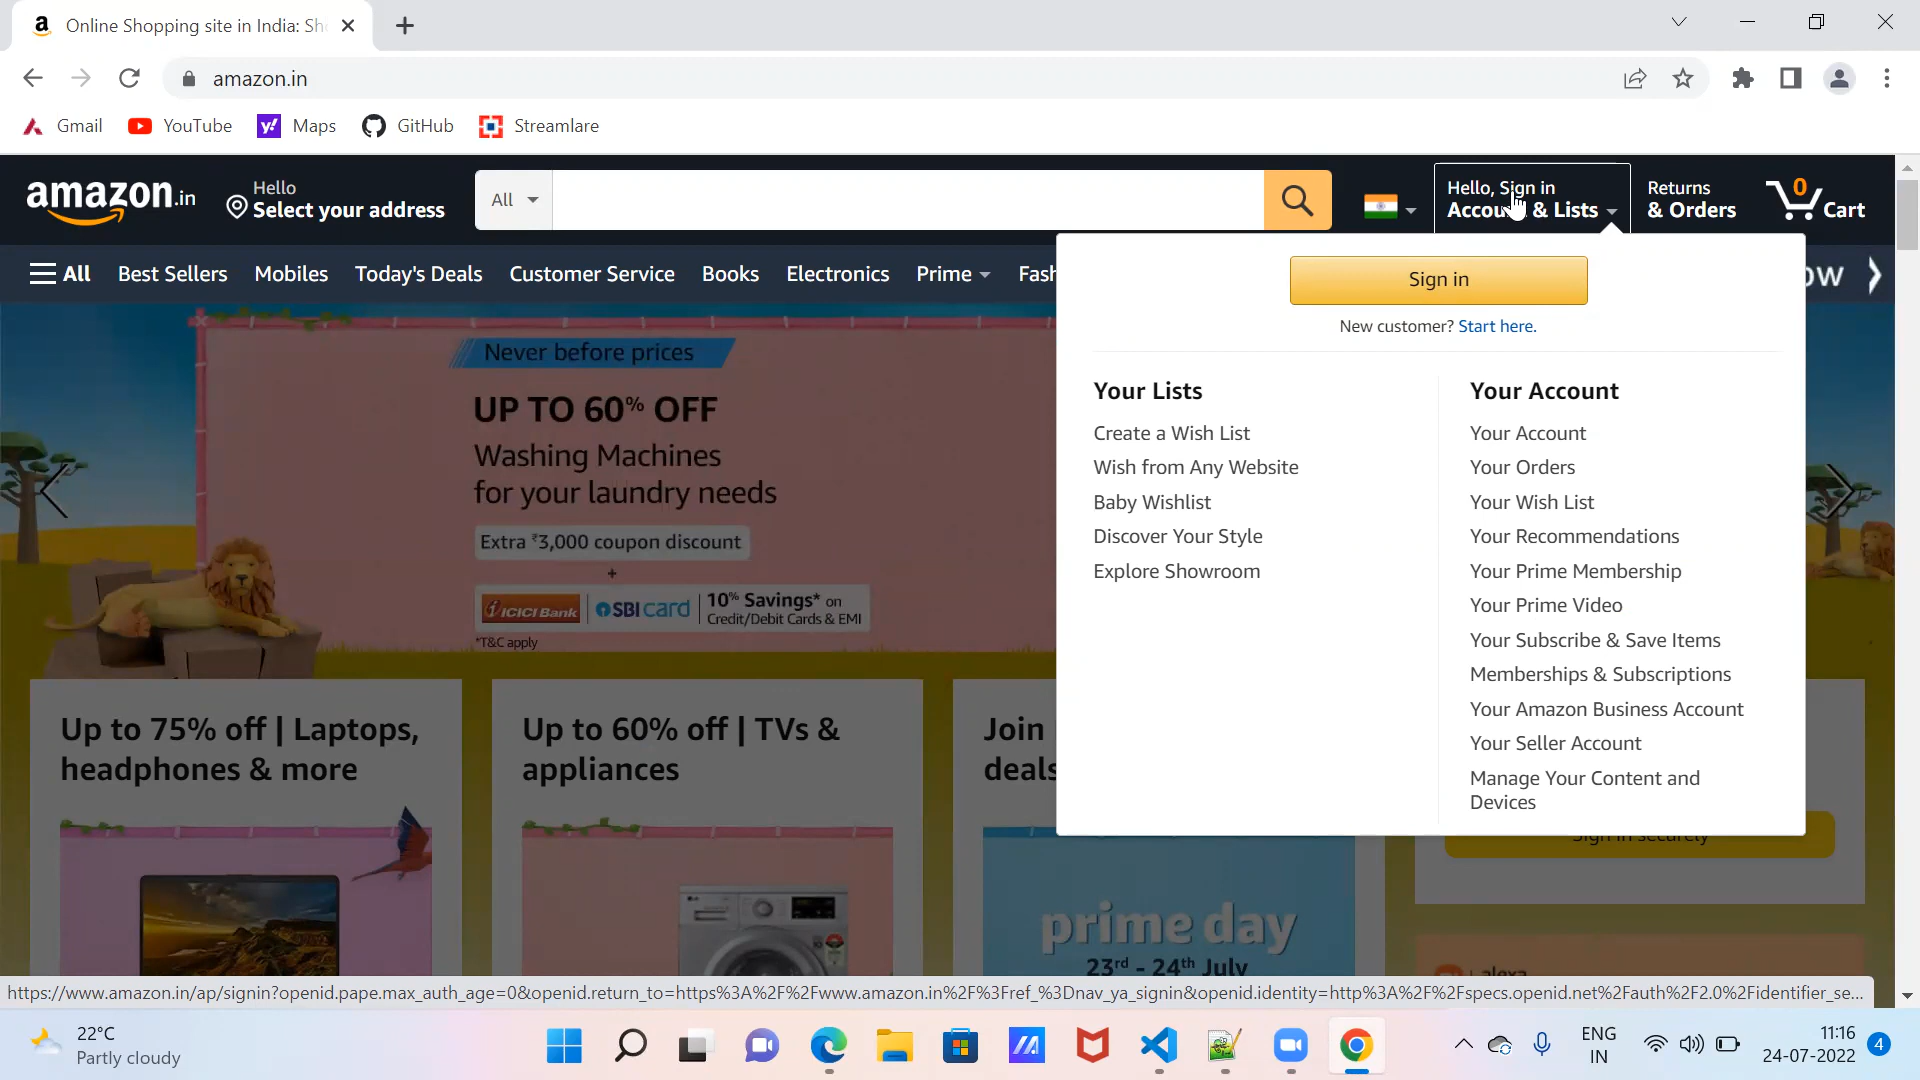 Online Shopping site in India: Sh
amazon.in
Gmail
YouTube
Maps
GitHub
Streamlare
amazon.in
Hello
Select your address
All
Hello, Sign in
Account & Lists
Returns
& Orders
0
Cart
All
Best Sellers
Mobiles
Today's Deals
Customer Service
Books
Electronics
Prime
Fash
ow
Sign in
New customer? Start here.
Your Lists
Create a Wish List
Wish from Any Website
Baby Wishlist
Discover Your Style
Explore Showroom
Your Account
Your Account
Your Orders
Your Wish List
Your Recommendations
Your Prime Membership
Your Prime Video
Your Subscribe & Save Items
Memberships & Subscriptions
Your Amazon Business Account
Your Seller Account
Manage Your Content and
Devices
Never before prices
UP TO 60% OFF
Washing Machines
for your laundry needs
Extra ₹3,000 coupon discount
+
ICICI Bank
SBI card
10% Savings* on
Credit/Debit Cards & EMI
*T&C apply
Up to 75% off | Laptops,
headphones & more
Up to 60% off | TVs &
appliances
Join
deals
Sign in securely
LG
prime day
23rd - 24th July
alexa
https://www.amazon.in/ap/signin?openid.pape.max_auth_age=0&openid.return_to=https%3A%2F%2Fwww.amazon.in%2F%3Fref_%3Dnav_ya_signin&openid.identity=http%3A%2F%2Fspecs.openid.net%2Fauth%2F2.0%2Fidentifier_se...
22°C
Partly cloudy
ENG
IN
11:16
24-07-2022
4